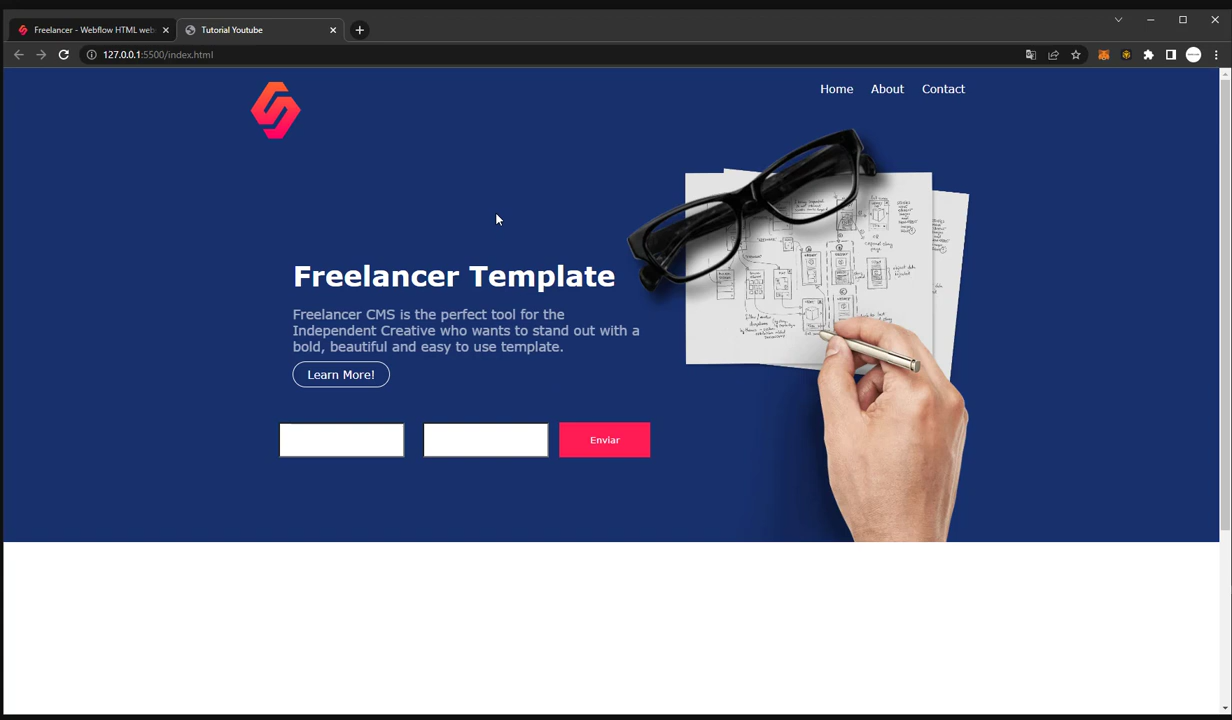 Freelancer - Webflow HTML web
Tutorial Youtube
127.0.0.1:5500/index.html
Home About Contact
Freelancer Template
Freelancer CMS is the perfect tool for the
Independent Creative who wants to stand out with a
bold, beautiful and easy to use template.
Learn More!
Enviar